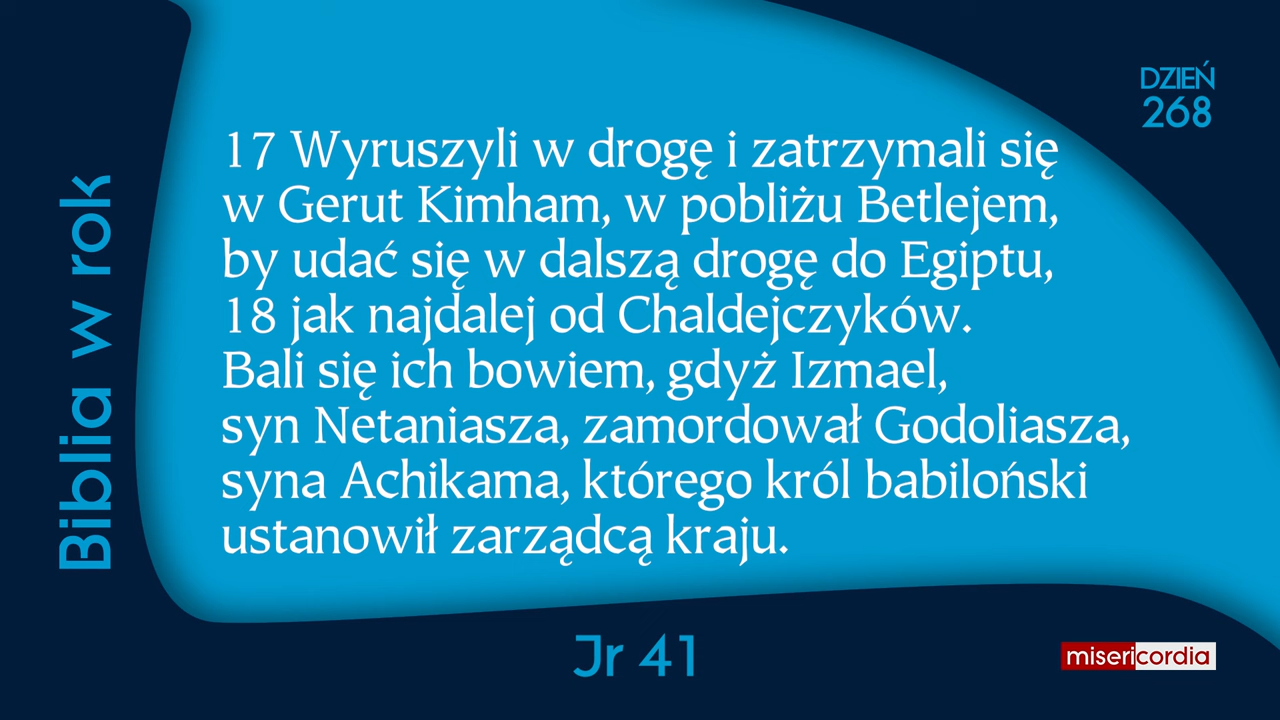 DZIEŃ
268
17 Wyruszyli w drogę i zatrzymali się
w Gerut Kimham, w pobliżu Betlejem,
by udać się w dalszą drogę do Egiptu,
18 jak najdalej od Chaldejczyków.
Bali się ich bowiem, gdyż Izmael,
syn Netaniasza, zamordował Godoliasza,
syna Achikama, którego król babiloński
ustanowił zarządcą kraju.
Biblia w rok
Jr 41
misericordia